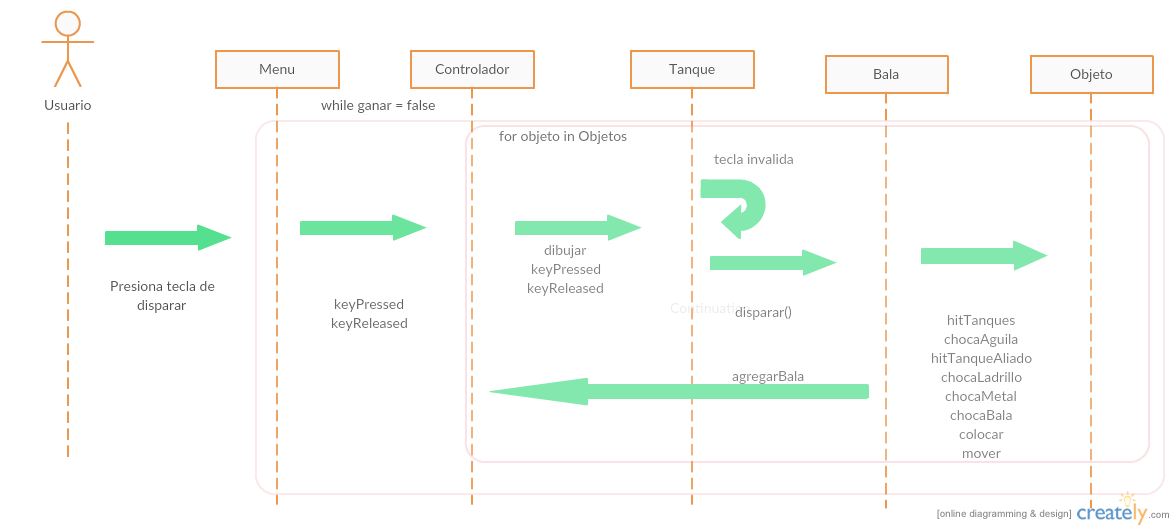 Usuario
Menu
Controlador
Tanque
Bala
Objeto
while ganar = false
for objeto in Objetos
tecla invalida
Presiona tecla de
disparar
keyPressed
keyReleased
dibujar
keyPressed
keyReleased
disparar()
agregarBala
hitTanques
chocaAguila
hitTanqueAliado
chocaLadrillo
chocaMetal
chocaBala
colocar
mover
[online diagramming & design] creately.com